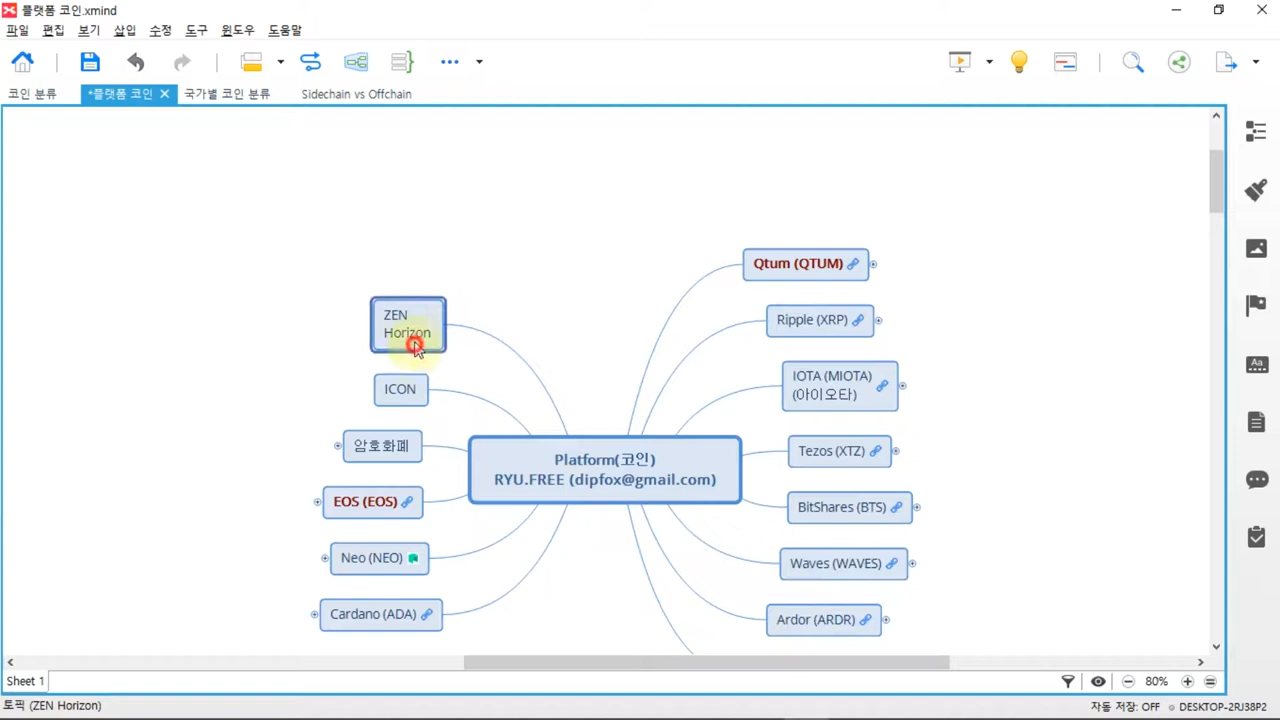 플랫폼 코인.xmind
파일 편집 보기 삽입 수정 도구 윈도우 도움말
코인 분류 *플랫폼 코인 국가별 코인 분류 Sidechain vs Offchain
Qtum (QTUM)
ZEN
Horizon
Ripple (XRP)
IOTA (MIOTA)
(아이오타)
ICON
암호화폐
Tezos (XTZ)
Platform(코인)
RYU.FREE (dipfox@gmail.com)
EOS (EOS)
BitShares (BTS)
Neo (NEO)
Waves (WAVES)
Cardano (ADA)
Ardor (ARDR)
Sheet 1
80%
토픽 (ZEN Horizon)
자동 저장: OFF
DESKTOP-2RJ38P2